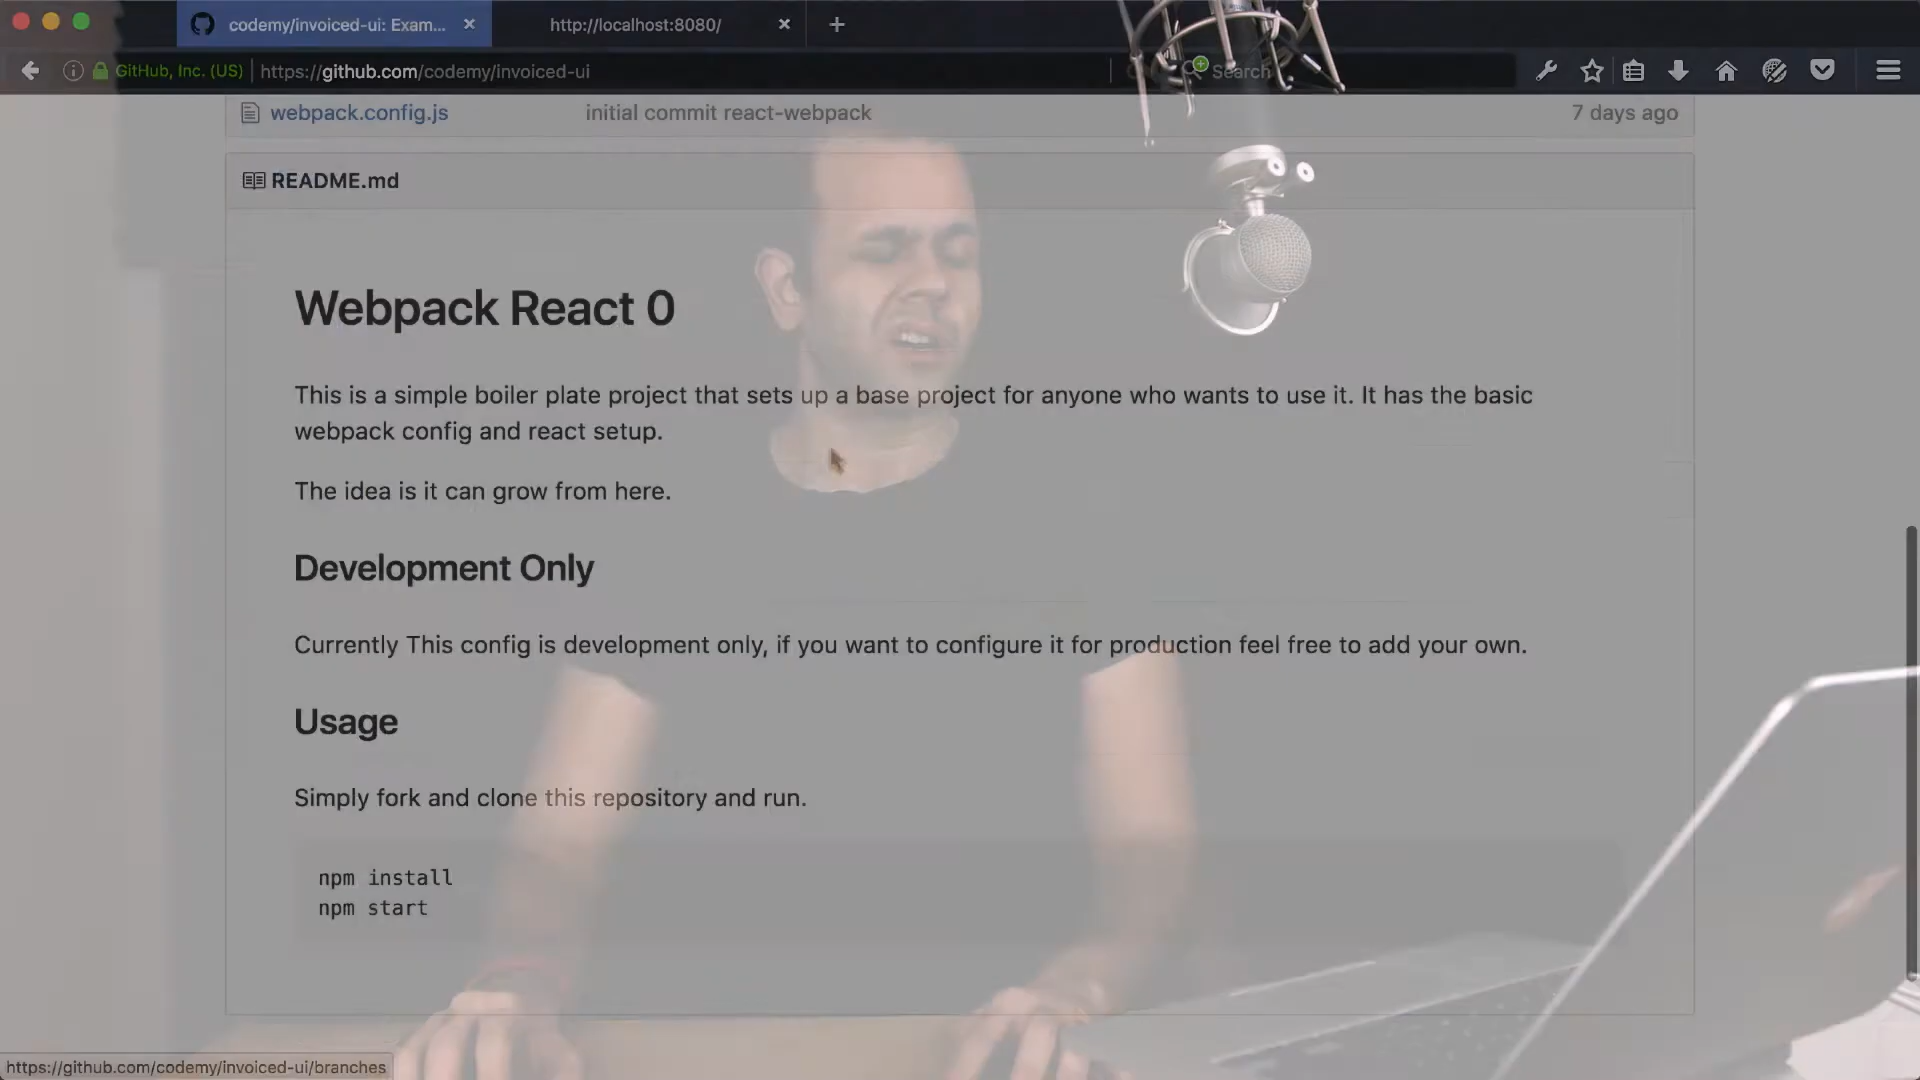 codemy/invoiced-ui: Exam...
http://localhost:8080/
GitHub, Inc. (US)
https://github.com/codemy/invoiced-ui
Search
webpack.config.js
initial commit react-webpack
7 days ago
README.md
Webpack React 0
This is a simple boiler plate project that sets up a base project for anyone who wants to use it. It has the basic
webpack config and react setup.
The idea is it can grow from here.
Development Only
Currently This config is development only, if you want to configure it for production feel free to add your own.
Usage
Simply fork and clone this repository and run.
npm install
npm start
https://github.com/codemy/invoiced-ui/branches